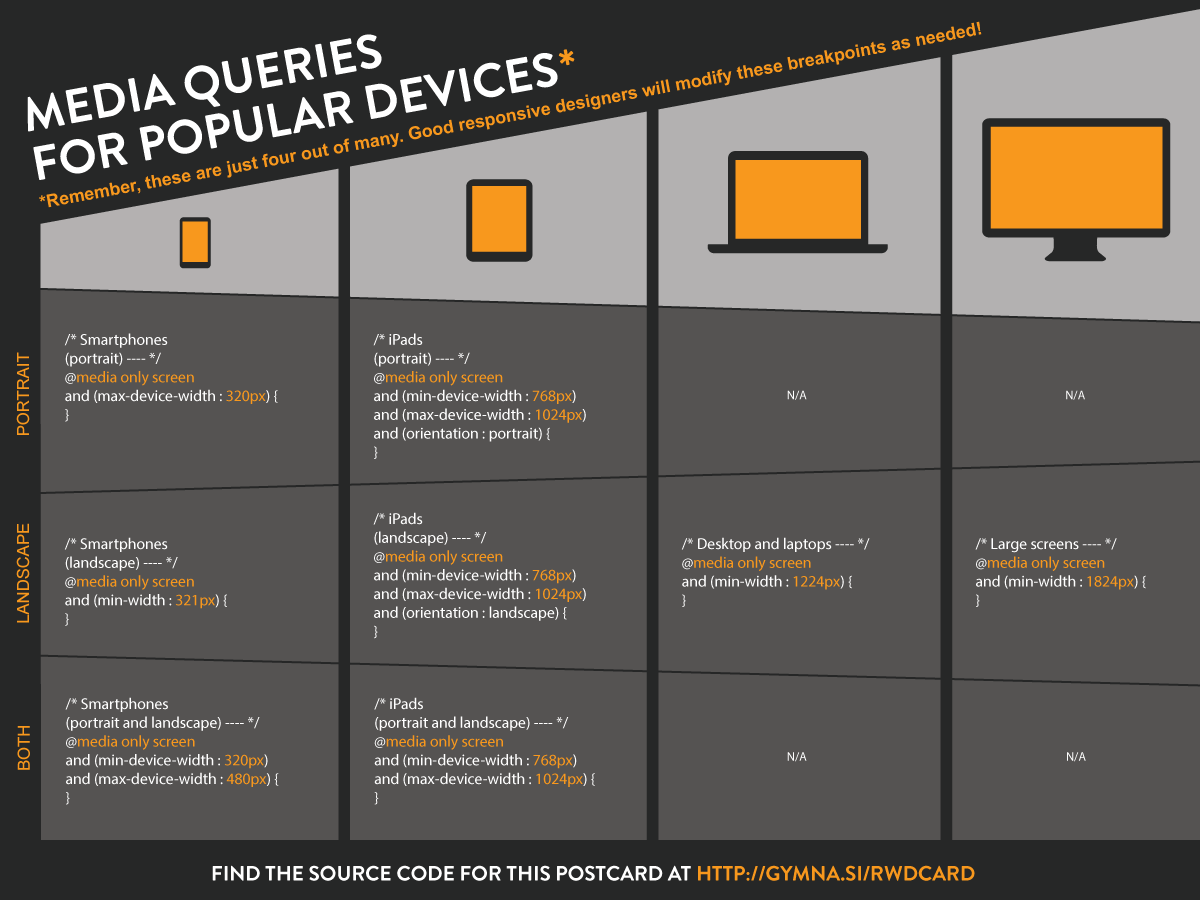 MEDIA QUERIES
FOR POPULAR DEVICES*
*Remember, these are just four out of many. Good responsive designers will modify these breakpoints as needed!
PORTRAIT
/* Smartphones
(portrait) ---- */
@media only screen
and (max-device-width : 320px) {
}
/* iPads
(portrait) ---- */
@media only screen
and (min-device-width : 768px)
and (max-device-width : 1024px)
and (orientation : portrait) {
}
N/A
N/A
LANDSCAPE
/* Smartphones
(landscape) ---- */
@media only screen
and (min-width : 321px) {
}
/* iPads
(landscape) ---- */
@media only screen
and (min-device-width : 768px)
and (max-device-width : 1024px)
and (orientation : landscape) {
}
/* Desktop and laptops ---- */
@media only screen
and (min-width : 1224px) {
}
/* Large screens ---- */
@media only screen
and (min-width : 1824px) {
}
BOTH
/* Smartphones
(portrait and landscape) ---- */
@media only screen
and (min-device-width : 320px)
and (max-device-width : 480px) {
}
/* iPads
(portrait and landscape) ---- */
@media only screen
and (min-device-width : 768px)
and (max-device-width : 1024px) {
}
N/A
N/A
FIND THE SOURCE CODE FOR THIS POSTCARD AT HTTP://GYMNA.SI/RWDCARD